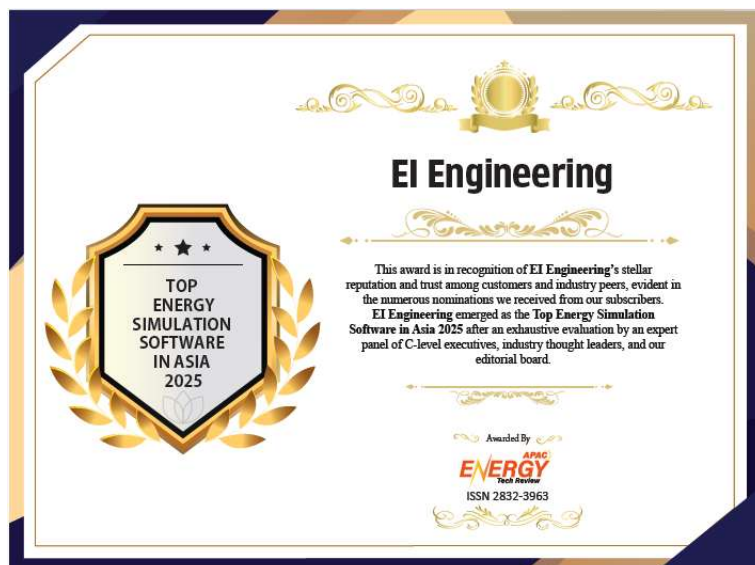 EI Engineering
TOP
ENERGY
SIMULATION
SOFTWARE
IN ASIA
2025
This award is in recognition of EI Engineering's stellar
reputation and trust among customers and industry peers, evident in
the numerous nominations we received from our subscribers.
EI Engineering emerged as the Top Energy Simulation
Software in Asia 2025 after an exhaustive evaluation by an expert
panel of C-level executives, industry thought leaders, and our
editorial board.
Awarded By
APAC
ENERGY
Tech Review
ISSN 2832-3963